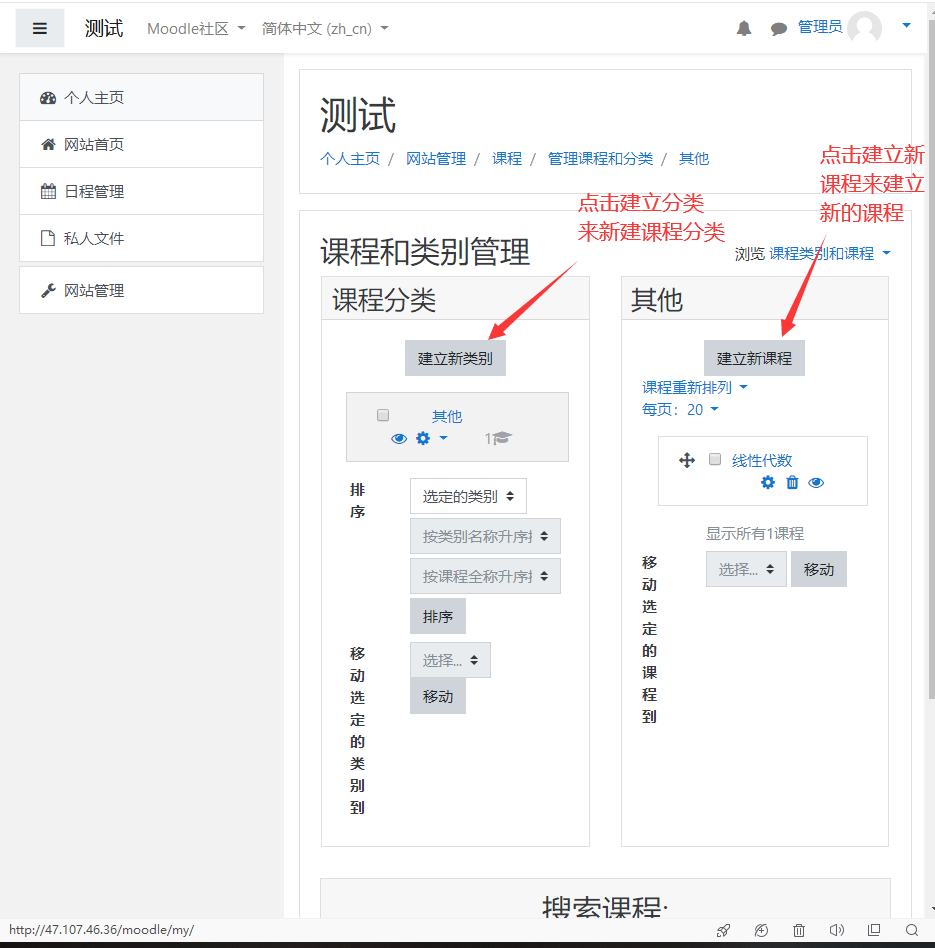 测试 Moodle社区 简体中文 (zh_cn) 管理员
个人主页
网站首页
日程管理
私人文件
网站管理
测试
个人主页 / 网站管理 / 课程 / 管理课程和分类 / 其他
点击建立新
课程来建立
新的课程
点击建立分类
来新建课程分类
课程和类别管理
浏览 课程类别和课程
课程分类
建立新类别
其他
1
排序
选定的类别
按类别名称升序排
按课程全称升序排
排序
移动选定的类别到
选择...
移动
其他
建立新课程
课程重新排列
每页：20
线性代数
显示所有1课程
移动选定的课程到
选择...
移动
搜索课程:
http://47.107.46.36/moodle/my/